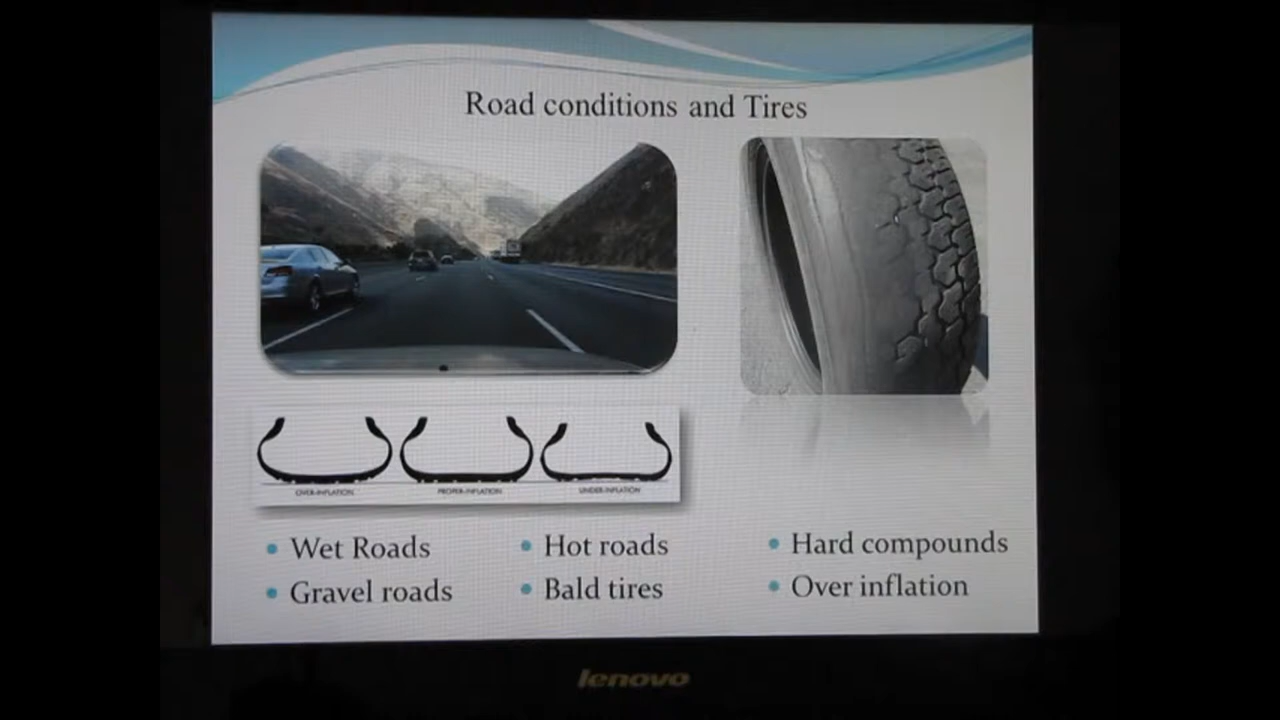 Road conditions and Tires
OVER-INFLATION
PROPER-INFLATION
UNDER-INFLATION
• Wet Roads
• Gravel roads
• Hot roads
• Bald tires
• Hard compounds
• Over inflation
lenovo